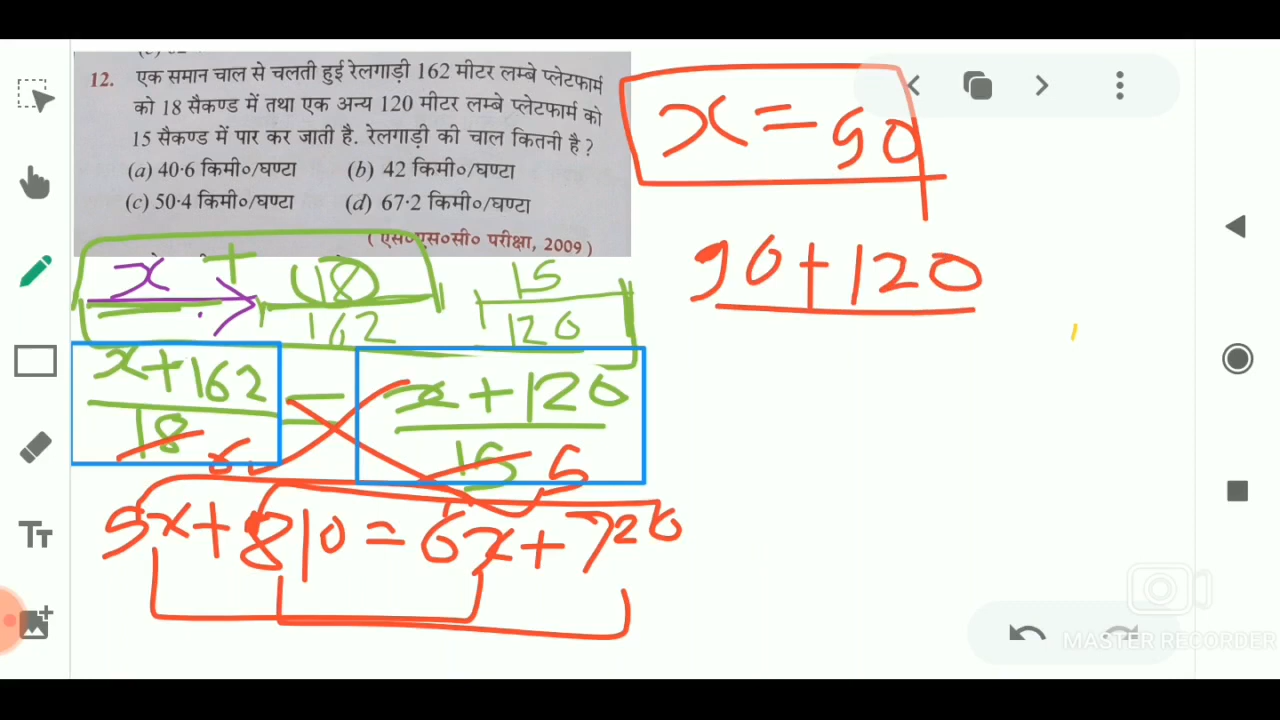 12. एक समान चाल से चलती हुई रेलगाड़ी 162 मीटर लम्बे प्लेटफार्म
को 18 सैकण्ड में तथा एक अन्य 120 मीटर लम्बे प्लेटफार्म को
15 सैकण्ड में पार कर जाती है. रेलगाड़ी की चाल कितनी है ?
(a) 40·6 किमी०/घण्टा (b) 42 किमी०/घण्टा
(c) 50·4 किमी०/घण्टा (d) 67·2 किमी०/घण्टा
(एस०एस०सी० परीक्षा, 2009)
x = 90
90+120
x + 18 15
162 120
x+162 = x+120
18 15
6 5
5x+810=6x+720
Tт
MASTER RECORDER